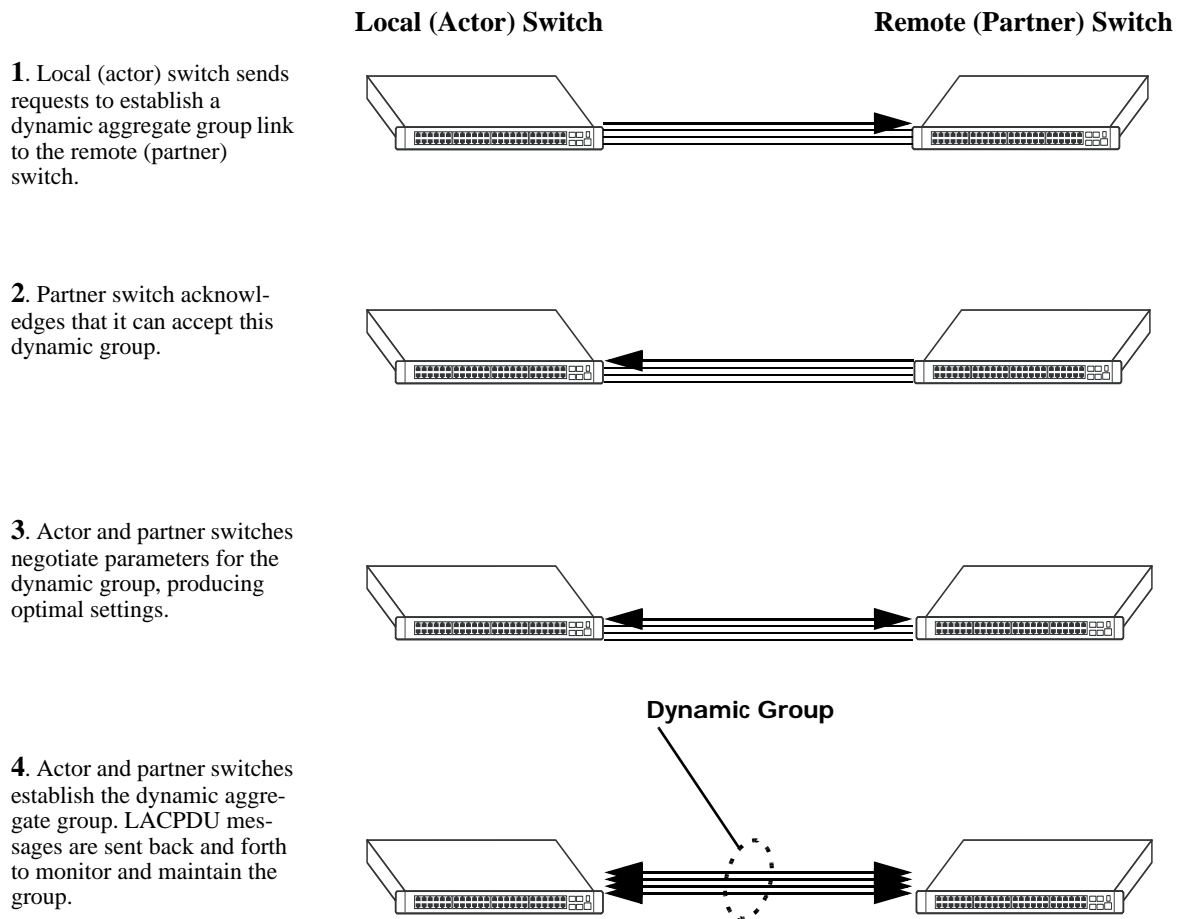 Local (Actor) Switch
Remote (Partner) Switch
1. Local (actor) switch sends
requests to establish a
dynamic aggregate group link
to the remote (partner)
switch.
2. Partner switch acknowl-
edges that it can accept this
dynamic group.
3. Actor and partner switches
negotiate parameters for the
dynamic group, producing
optimal settings.
Dynamic Group
4. Actor and partner switches
establish the dynamic aggre-
gate group. LACPDU mes-
sages are sent back and forth
to monitor and maintain the
group.